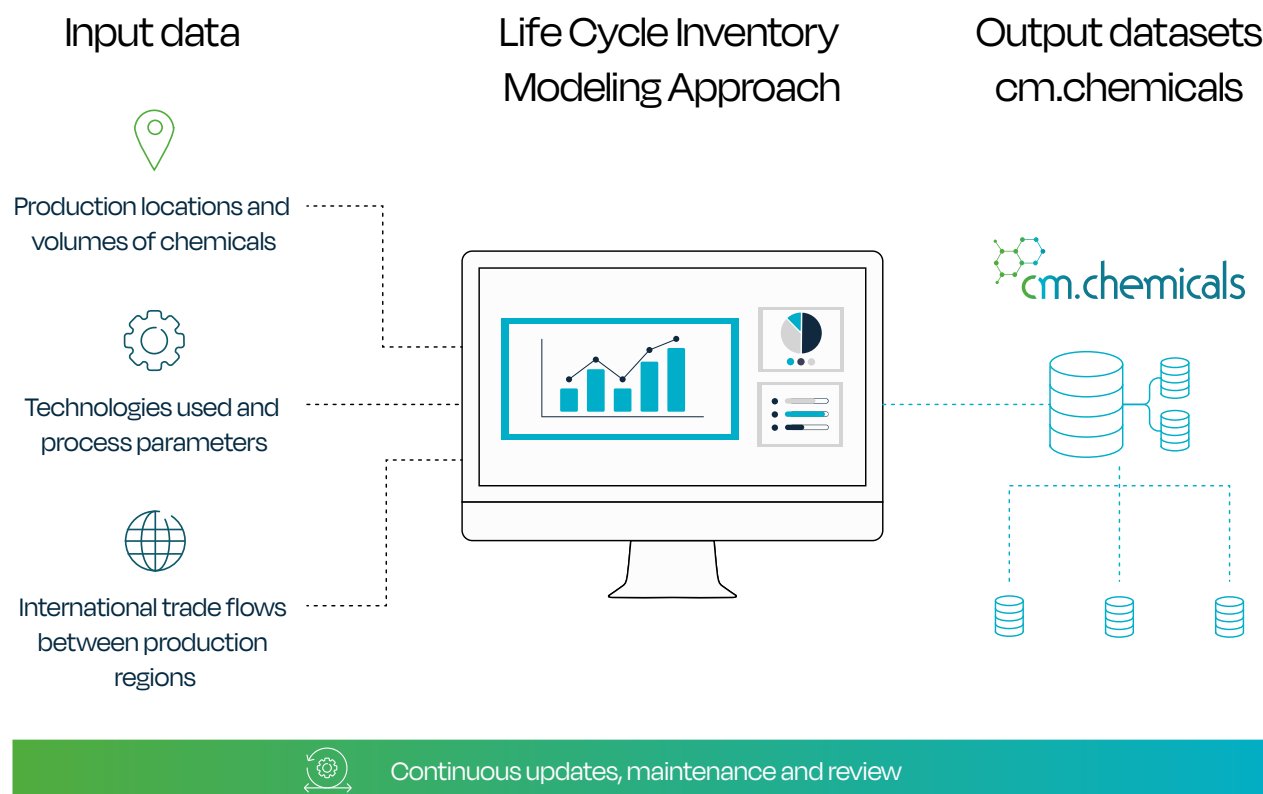 Input data
Life Cycle Inventory
Modeling Approach
Output datasets
cm.chemicals
Production locations and
volumes of chemicals
Technologies used and
process parameters
International trade flows
between production
regions
cm.chemicals
Continuous updates, maintenance and review